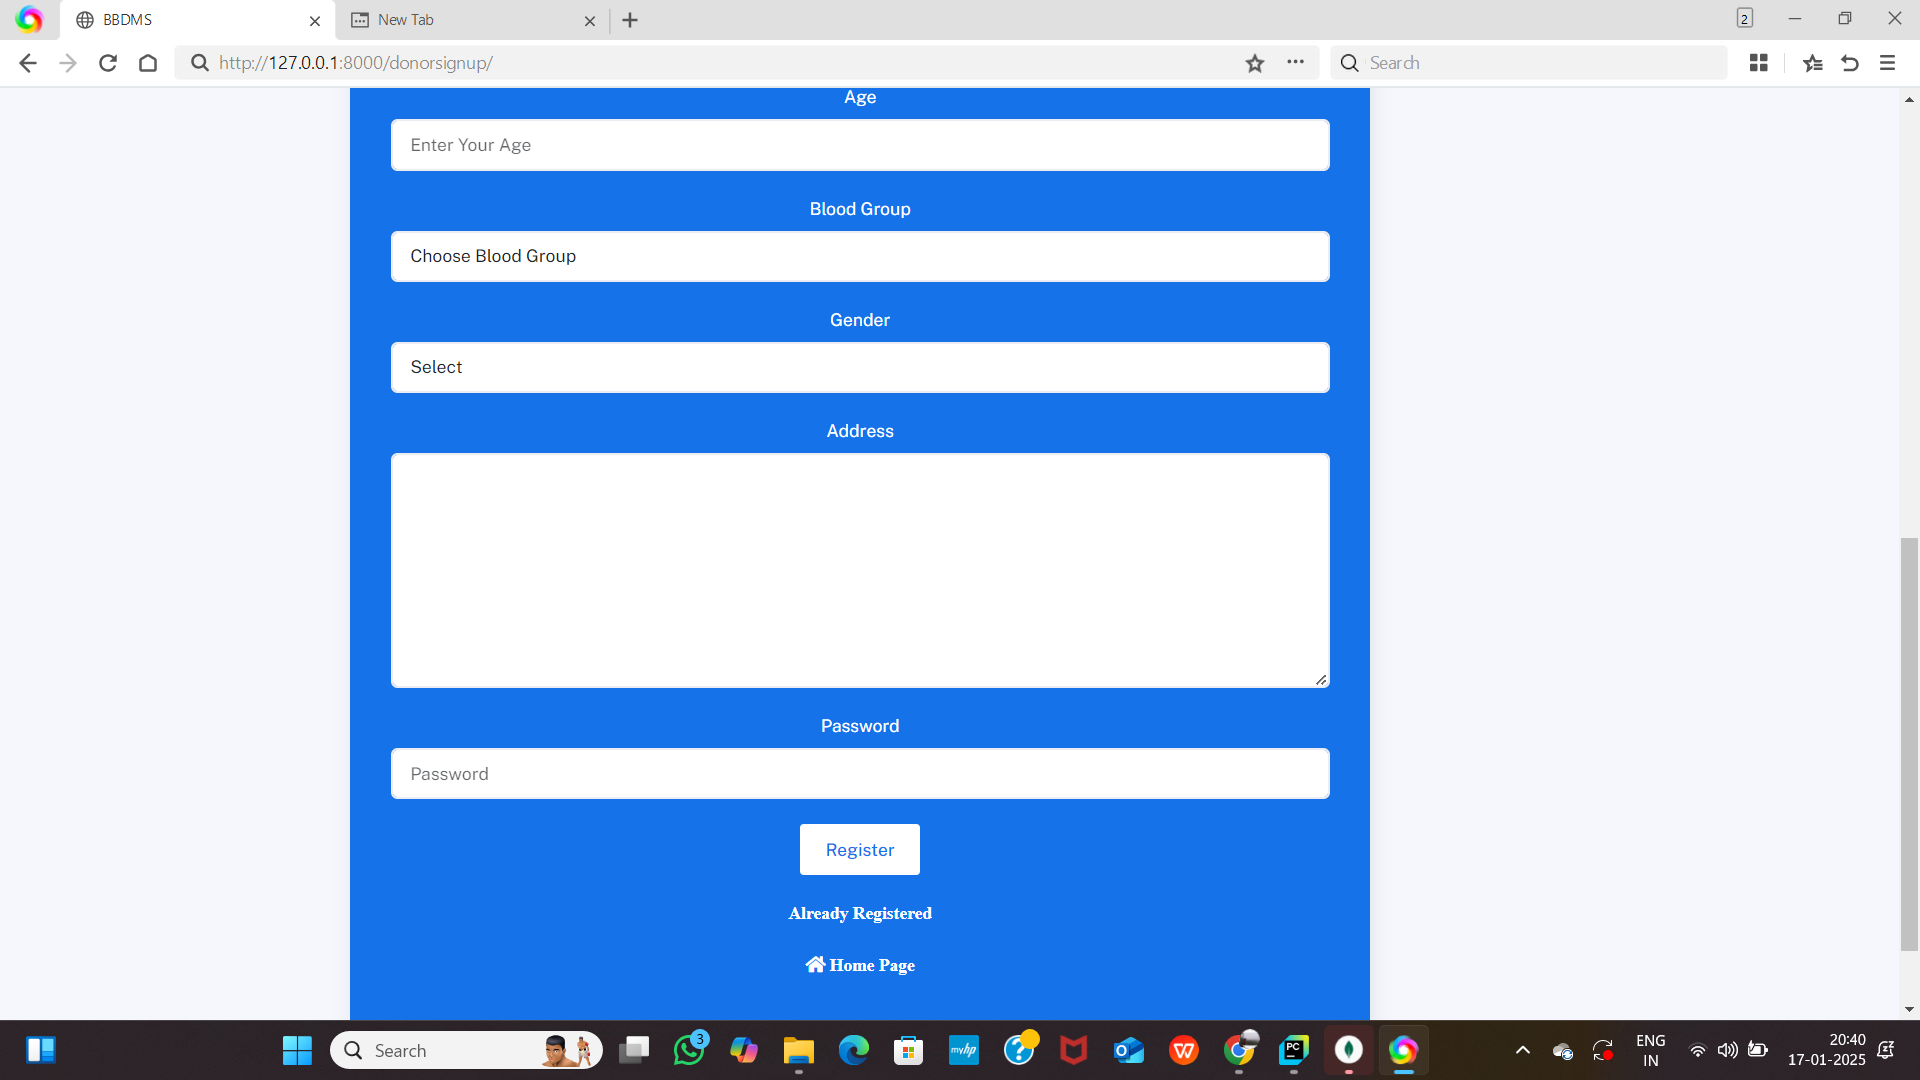 BBDMS
New Tab
2
http://127.0.0.1:8000/donorsignup/
Search
Age
Enter Your Age
Blood Group
Choose Blood Group
Gender
Select
Address
Password
Password
Register
Already Registered
Home Page
Search
3
myhp
PC
ENG
IN
20:40
17-01-2025